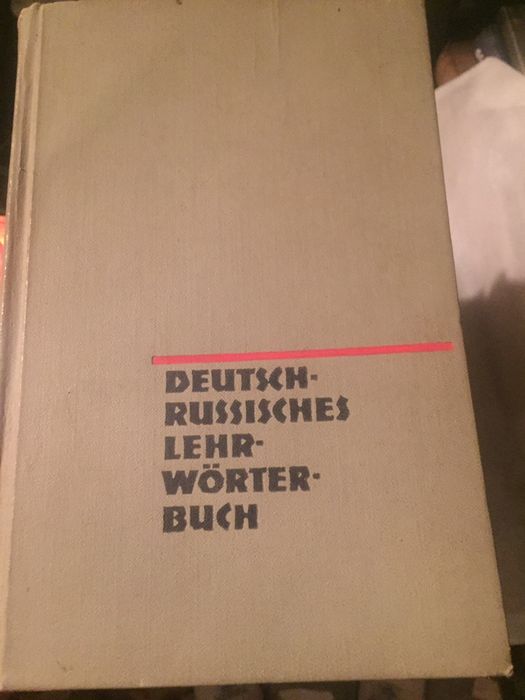 DEUTSCH-
RUSSISCHES
LEHR-
WÖRTER-
BUCH